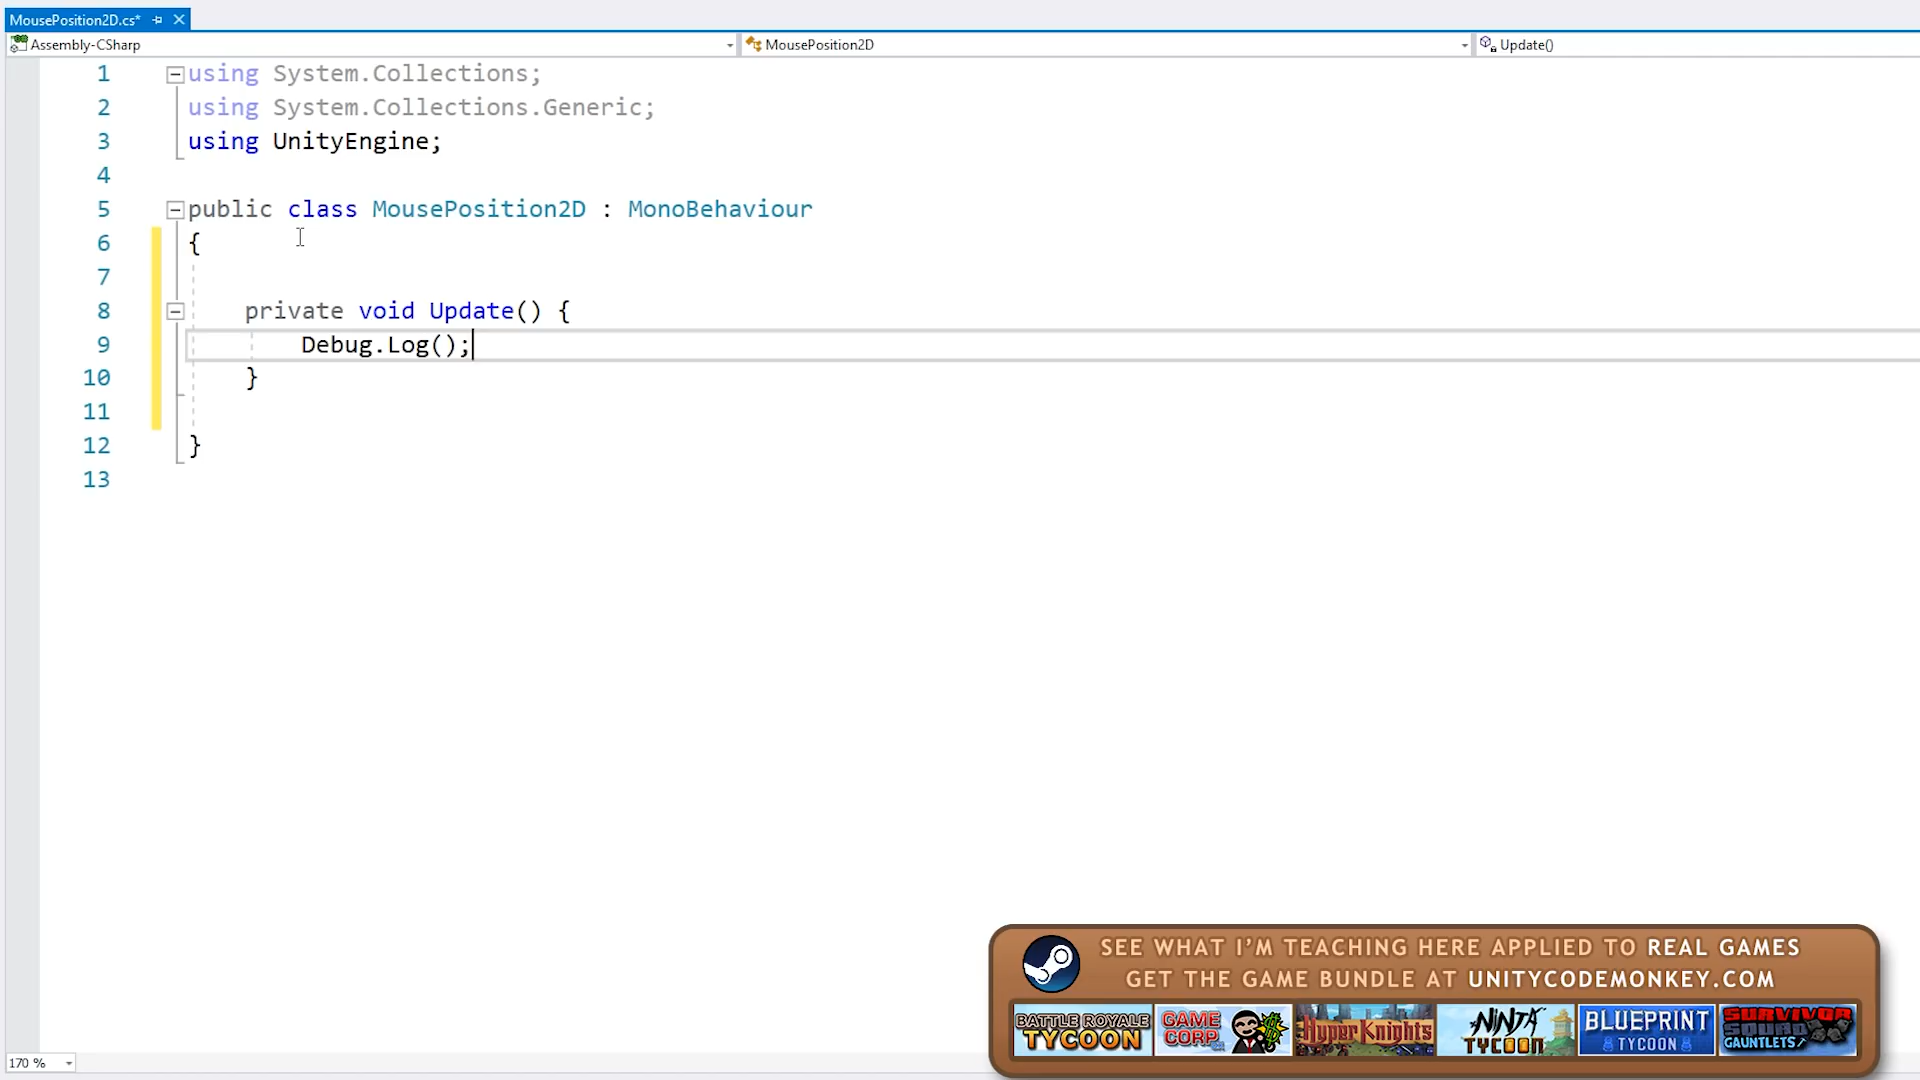 MousePosition2D.cs*
Assembly-CSharp MousePosition2D Update()
1 using System.Collections;
2 using System.Collections.Generic;
3 using UnityEngine;
4
5 public class MousePosition2D : MonoBehaviour
6 {
7
8 private void Update() {
9 Debug.Log();
10 }
11
12 }
13
SEE WHAT I'M TEACHING HERE APPLIED TO REAL GAMES
GET THE GAME BUNDLE AT UNITYCODEMONKEY.COM
BATTLE ROYALE TYCOON
GAME CORP
HyperKnights
NINJA TYCOON
BLUEPRINT TYCOON
SURVIVOR SQUAD GAUNTLETS
170 %